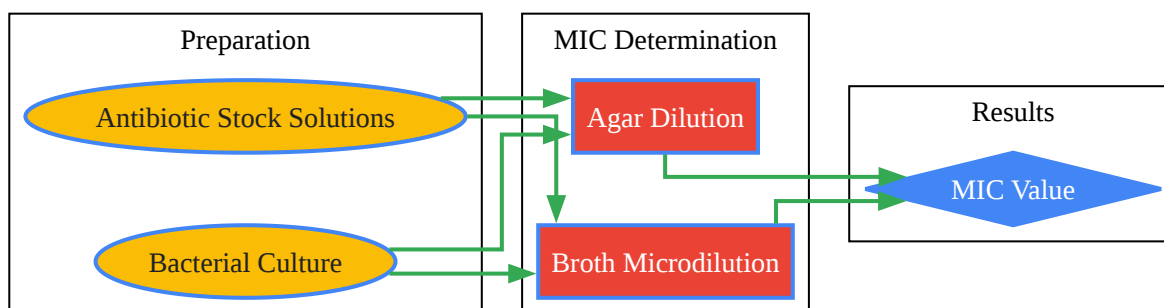 Preparation
Antibiotic Stock Solutions
Bacterial Culture
MIC Determination
Agar Dilution
Broth Microdilution
Results
MIC Value